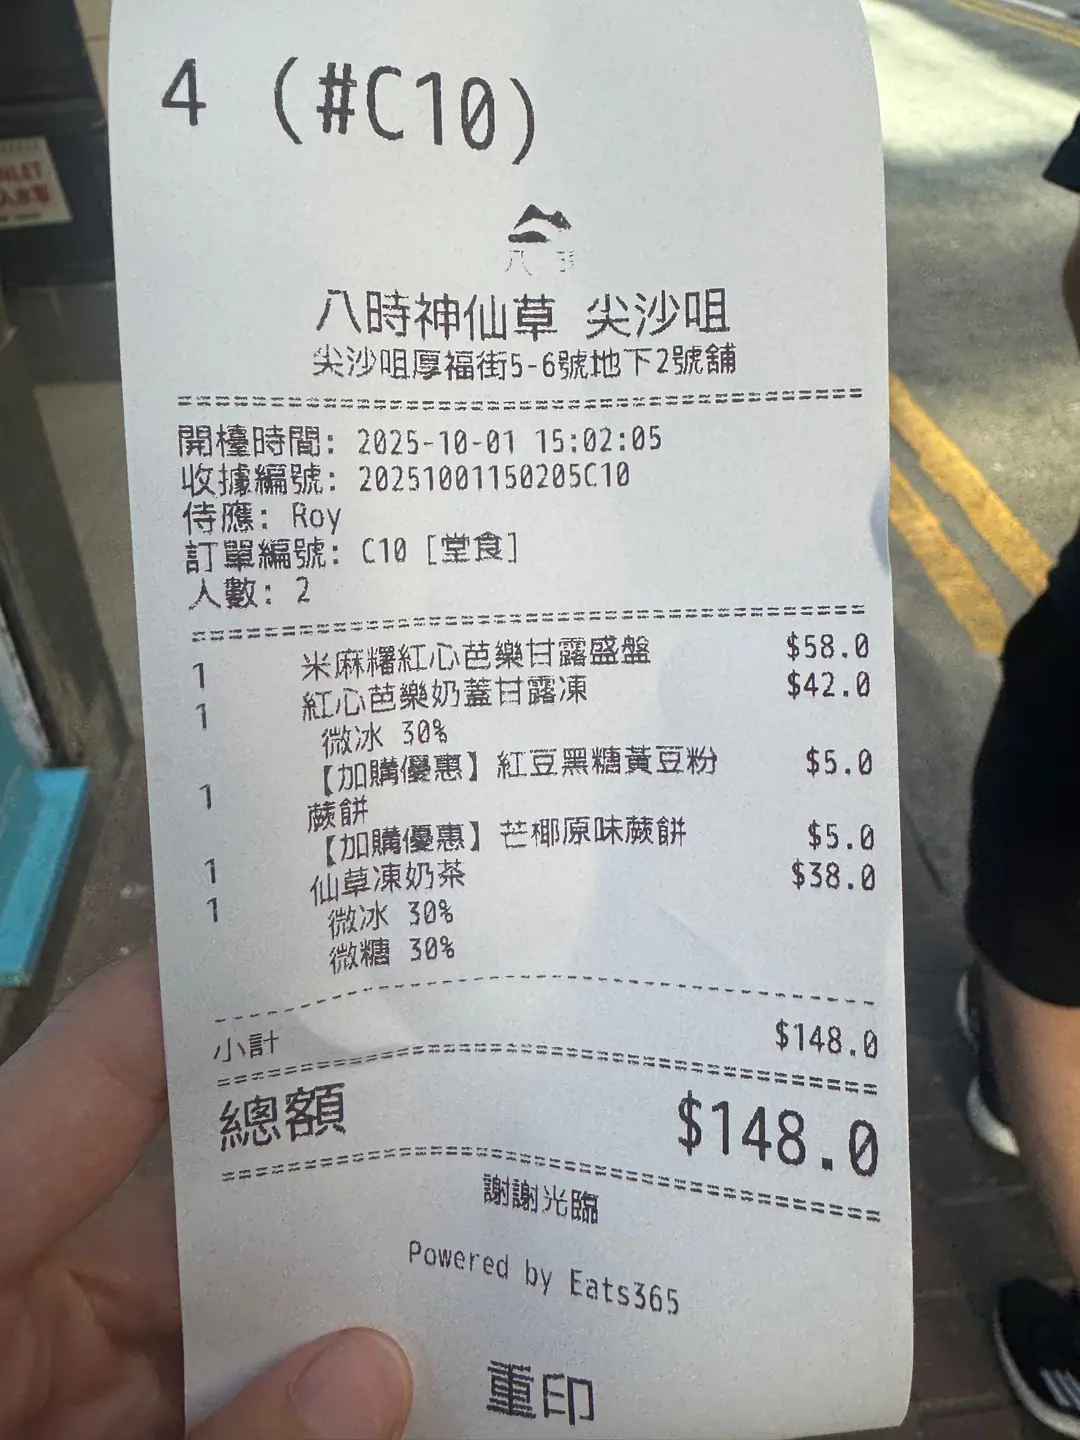 4 (#C10)
八時神仙草 尖沙咀
尖沙咀厚福街5-6號地下2號舖
開檯時間: 2025-10-01 15:02:05
收據編號: 20251001150205C10
侍應: Roy
訂單編號: C10 [堂食]
人數: 2
1 米麻糬紅心芭樂甘露盛盤 $58.0
1 紅心芭樂奶蓋甘露凍 $42.0
微冰 30%
1 【加購優惠】紅豆黑糖黃豆粉 $5.0
蕨餅
1 【加購優惠】芒椰原味蕨餅 $5.0
1 仙草凍奶茶 $38.0
微冰 30%
微糖 30%
小計 $148.0
總額 $148.0
謝謝光臨
Powered by Eats365
重印